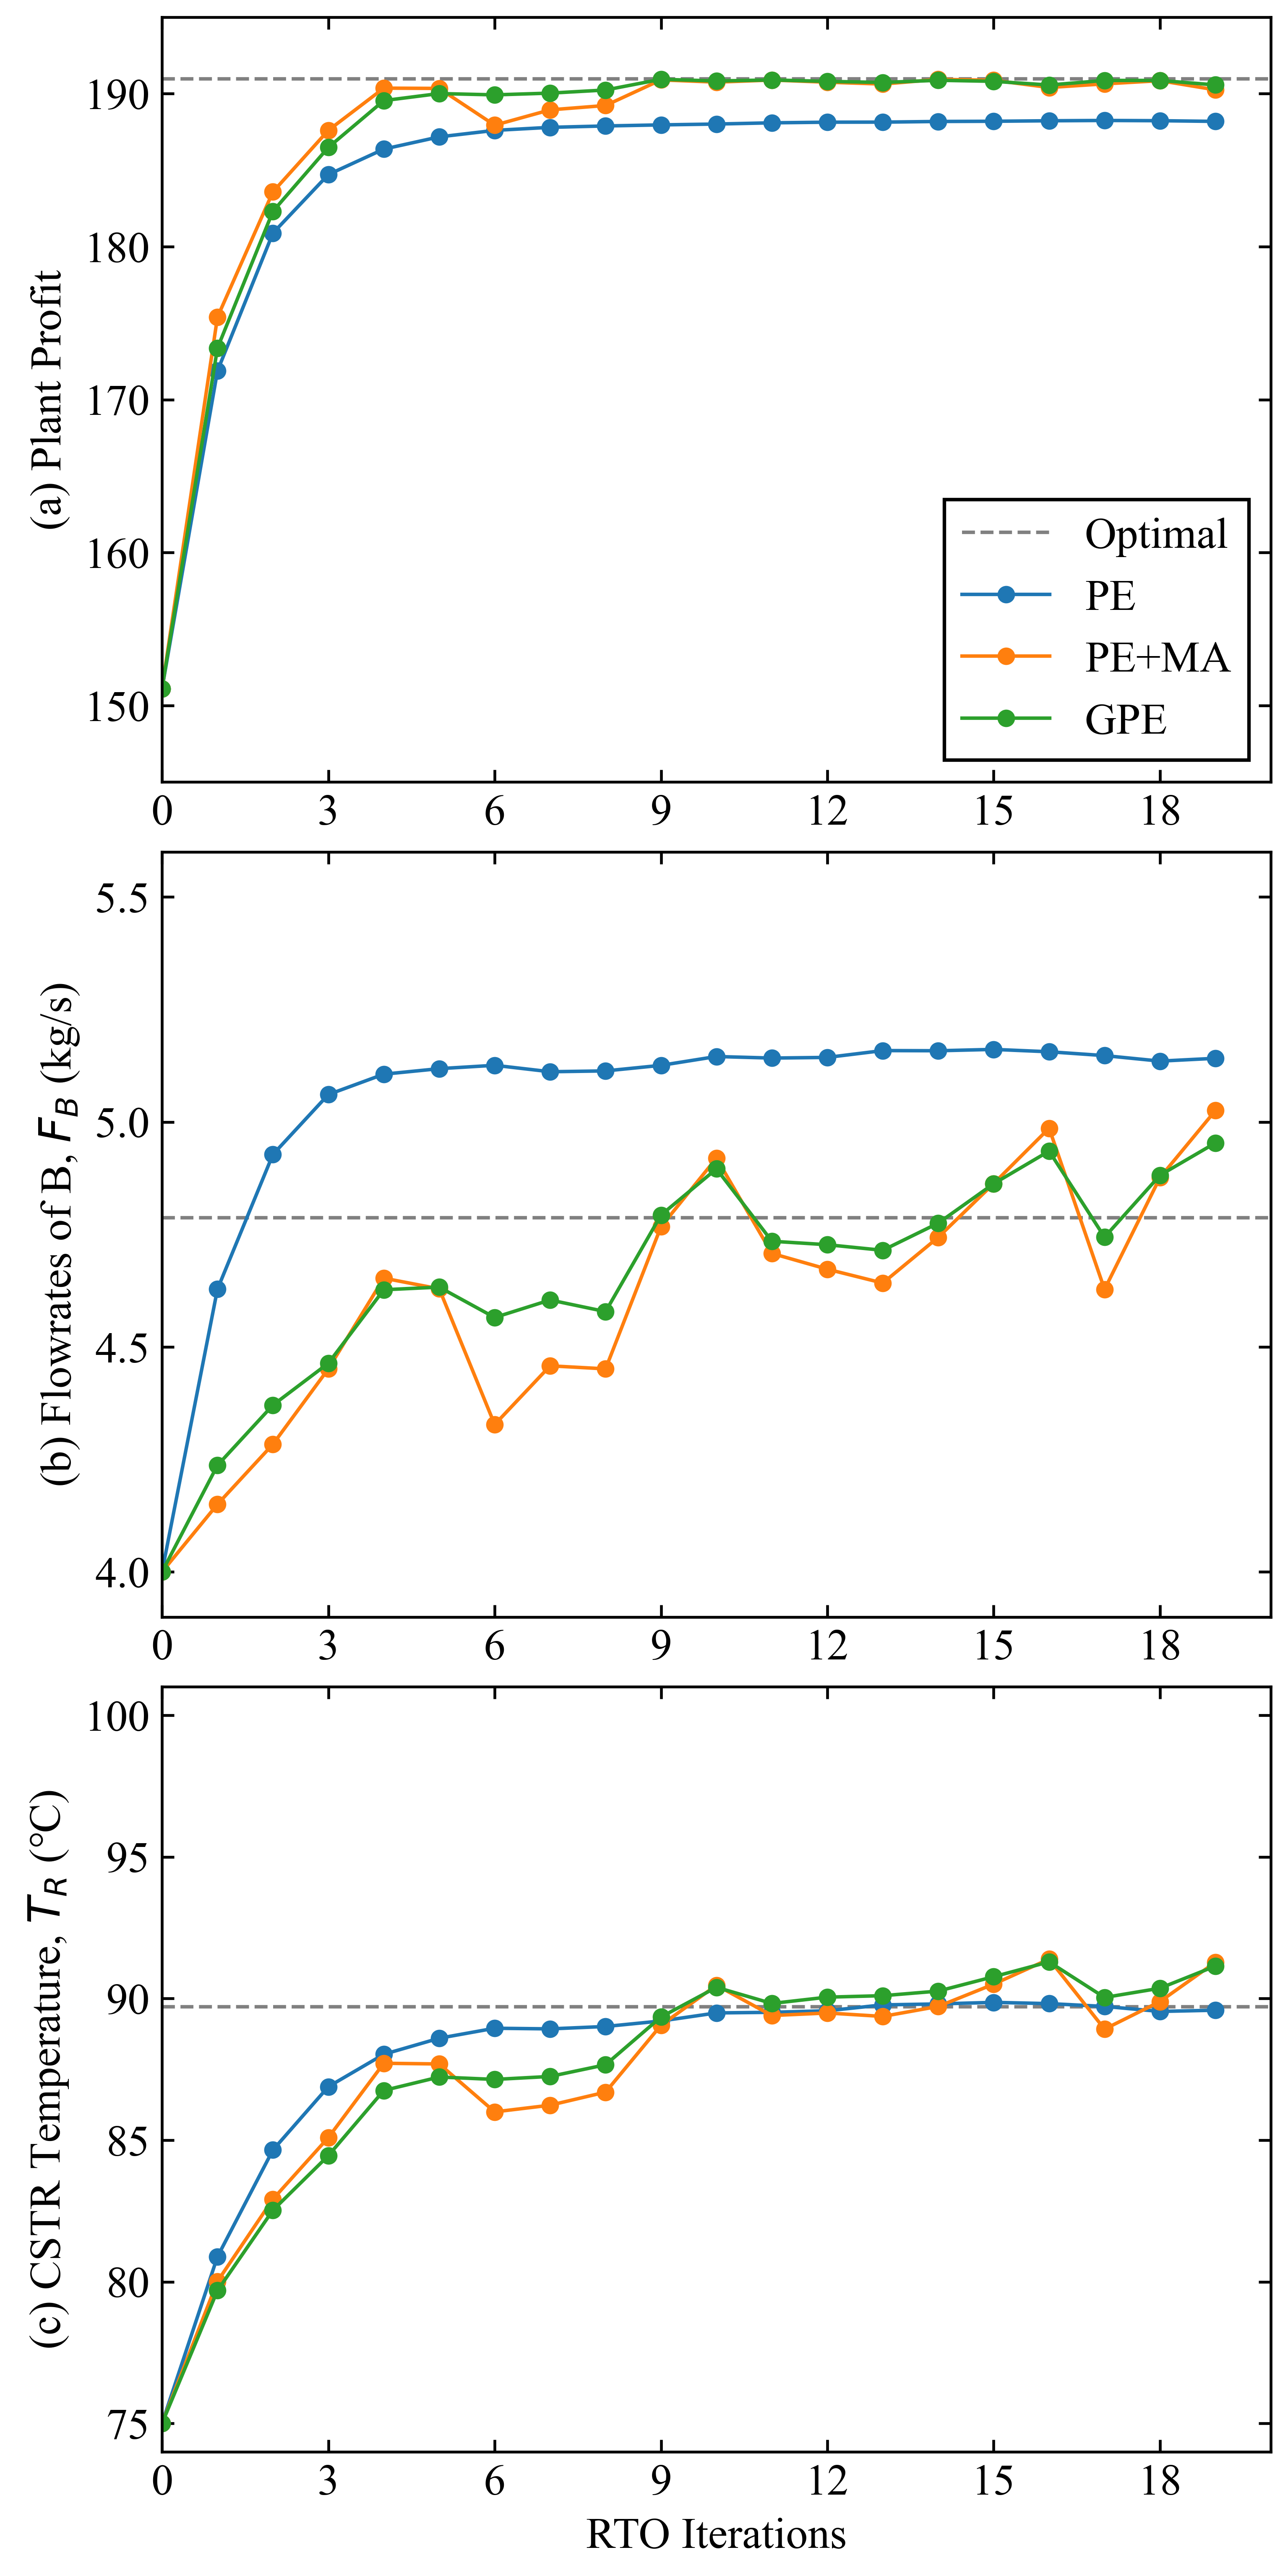 (a) Plant Profit
190
180
170
160
150
Optimal
PE
PE+MA
GPE
0 3 6 9 12 15 18
(b) Flowrates of B, F_B (kg/s)
5.5
5.0
4.5
4.0
0 3 6 9 12 15 18
(c) CSTR Temperature, T_R (°C)
100
95
90
85
80
75
0 3 6 9 12 15 18
RTO Iterations